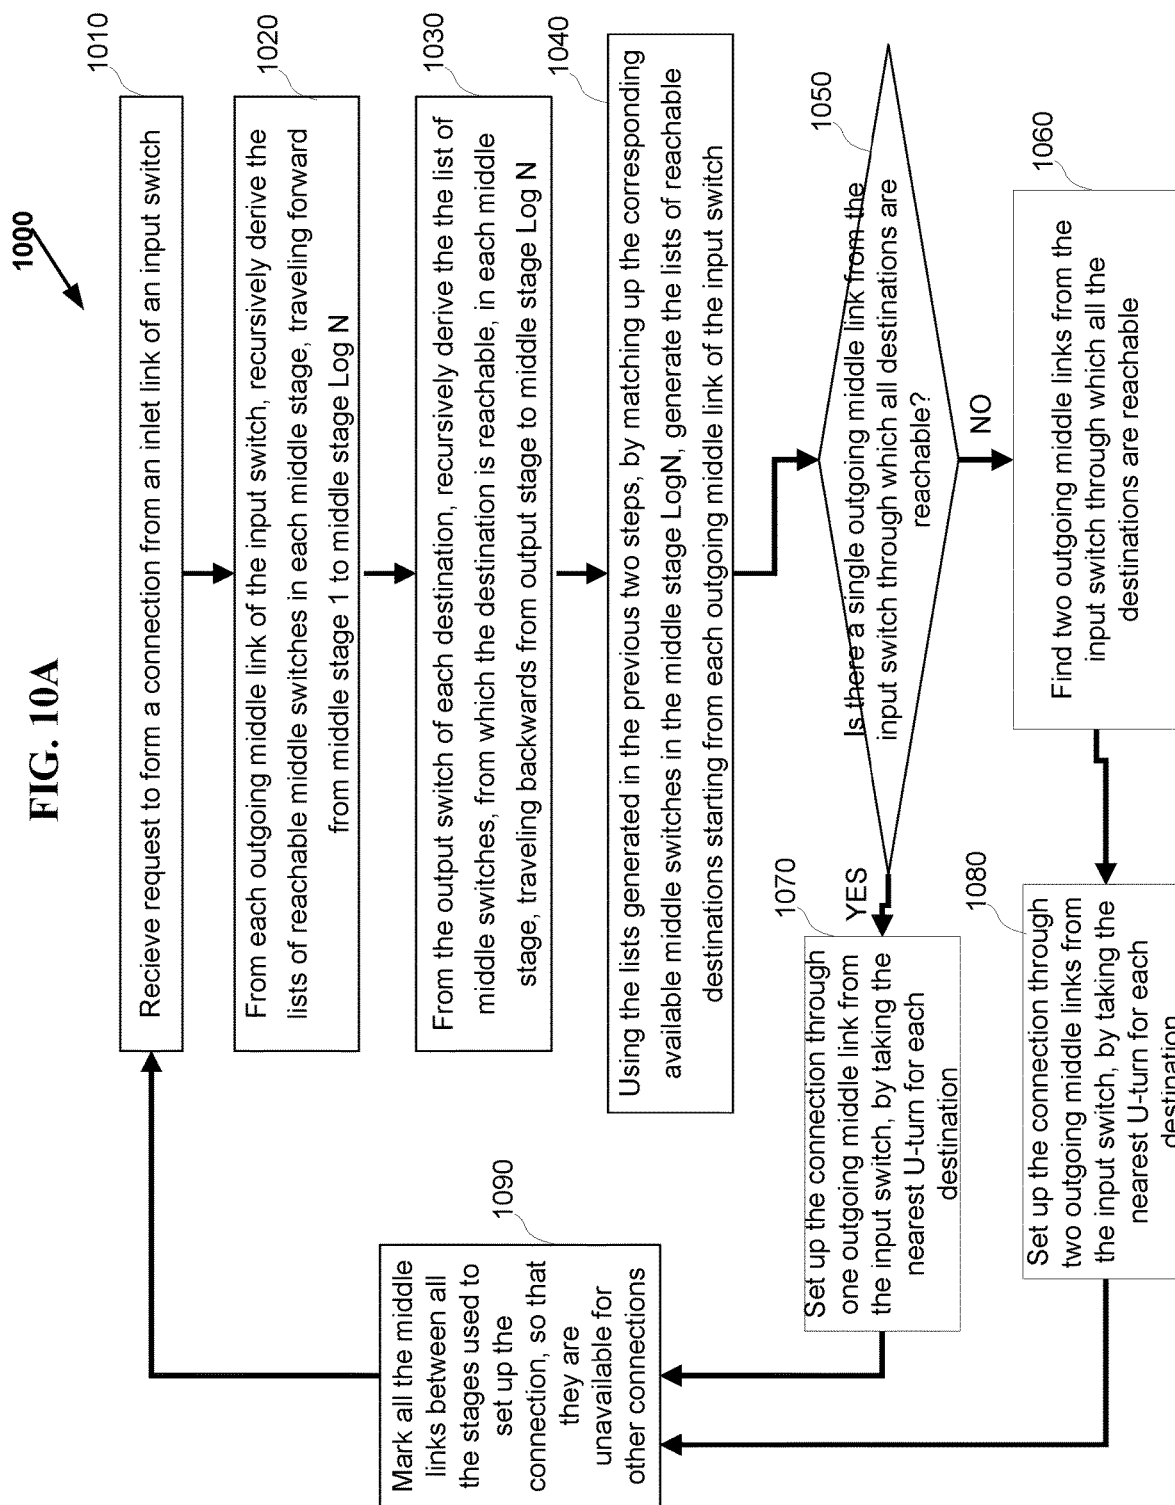 FIG. 10A
1000
1010
Recieve request to form a connection from an inlet link of an input switch
1020
From each outgoing middle link of the input switch, recursively derive the
lists of reachable middle switches in each middle stage, traveling forward
from middle stage 1 to middle stage Log N
1030
From the output switch of each destination, recursively derive the the list of
middle switches, from which the destination is reachable, in each middle
stage, traveling backwards from output stage to middle stage Log N
1040
Using the lists generated in the previous two steps, by matching up the corresponding
available middle switches in the middle stage LogN, generate the lists of reachable
destinations starting from each outgoing middle link of the input switch
1050
Is there a single outgoing middle link from the
input switch through which all destinations are
reachable?
NO
YES
1060
Find two outgoing middle links from the
input switch through which all the
destinations are reachable
1070
Set up the connection through
one outgoing middle link from
the input switch, by taking the
nearest U-turn for each
destination
1080
Set up the connection through
two outgoing middle links from
the input switch, by taking the
nearest U-turn for each
destination
1090
Mark all the middle
links between all
the stages used to
set up the
connection, so that
they are
unavailable for
other connections